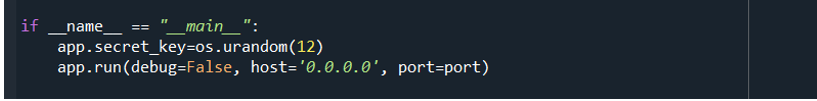 if __name__ == "__main__":
    app.secret_key=os.urandom(12)
    app.run(debug=False, host='0.0.0.0', port=port)